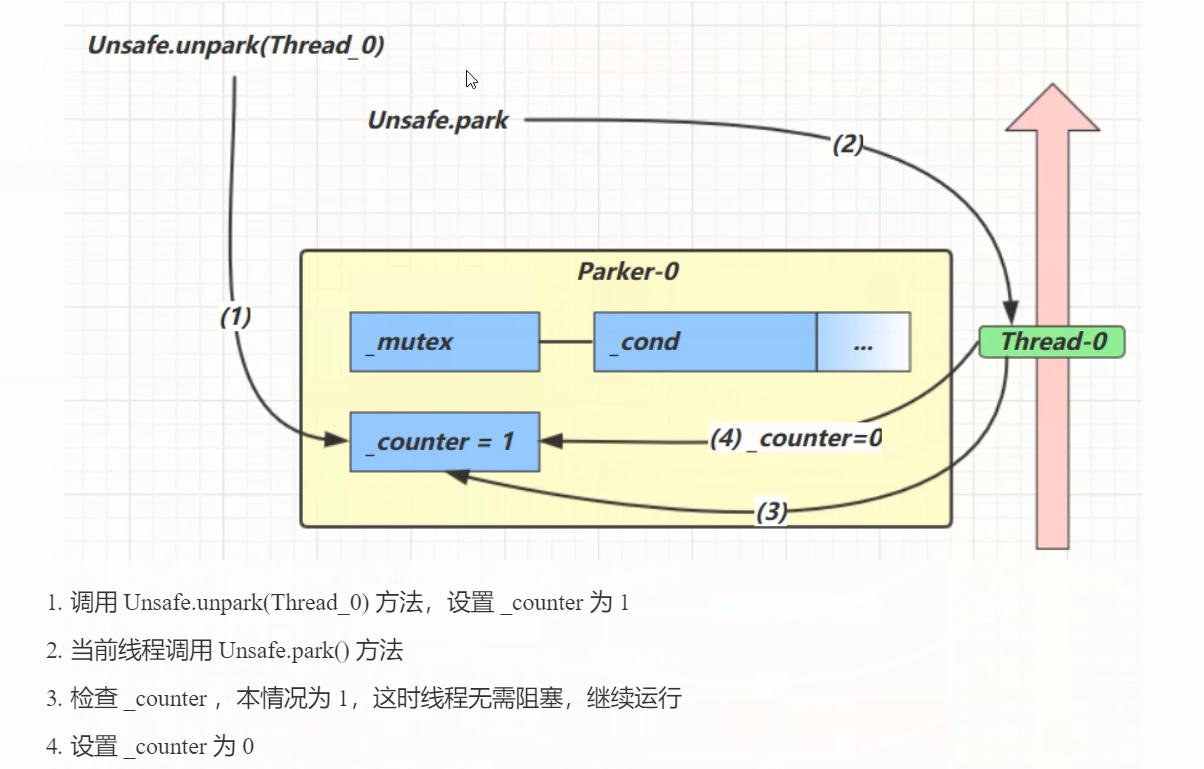 Unsafe.unpark(Thread_0)
Unsafe.park
(2)
Parker-0
(1)
_mutex
_cond
...
Thread-0
_counter = 1
(4) _counter=0
(3)
1. 调用 Unsafe.unpark(Thread_0) 方法，设置 _counter 为 1
2. 当前线程调用 Unsafe.park() 方法
3. 检查 _counter ，本情况为 1，这时线程无需阻塞，继续运行
4. 设置 _counter 为 0